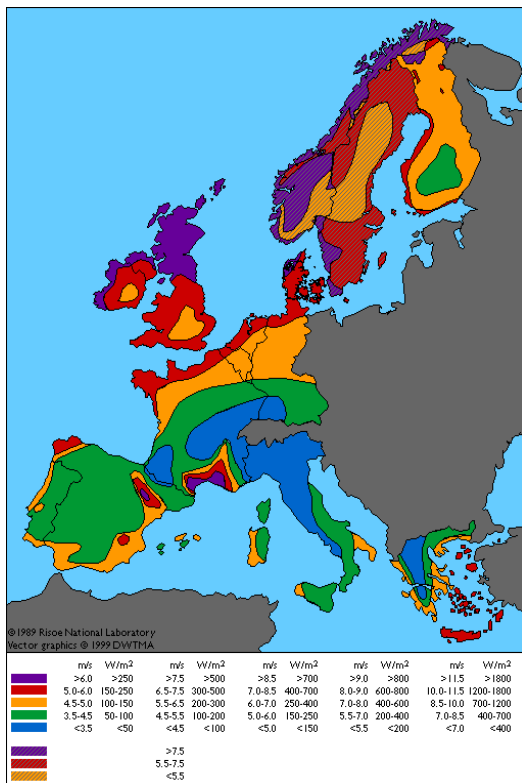 ©1989 Risoe National Laboratory
Vector graphics © 1999 DWTMA
m/s W/m² m/s W/m² m/s W/m² m/s W/m² m/s W/m²
>6.0 >250 >7.5 >500 >8.5 >700 >9.0 >800 >11.5 >1800
5.0-6.0 150-250 6.5-7.5 300-500 7.0-8.5 400-700 8.0-9.0 600-800 10.0-11.5 1200-1800
4.5-5.0 100-150 5.5-6.5 200-300 6.0-7.0 250-400 7.0-8.0 400-600 8.5-10.0 700-1200
3.5-4.5 50-100 4.5-5.5 100-200 5.0-6.0 150-250 5.5-7.0 200-400 7.0-8.5 400-700
<3.5 <50 <4.5 <100 <5.0 <150 <5.5 <200 <7.0 <400
>7.5
5.5-7.5
<5.5